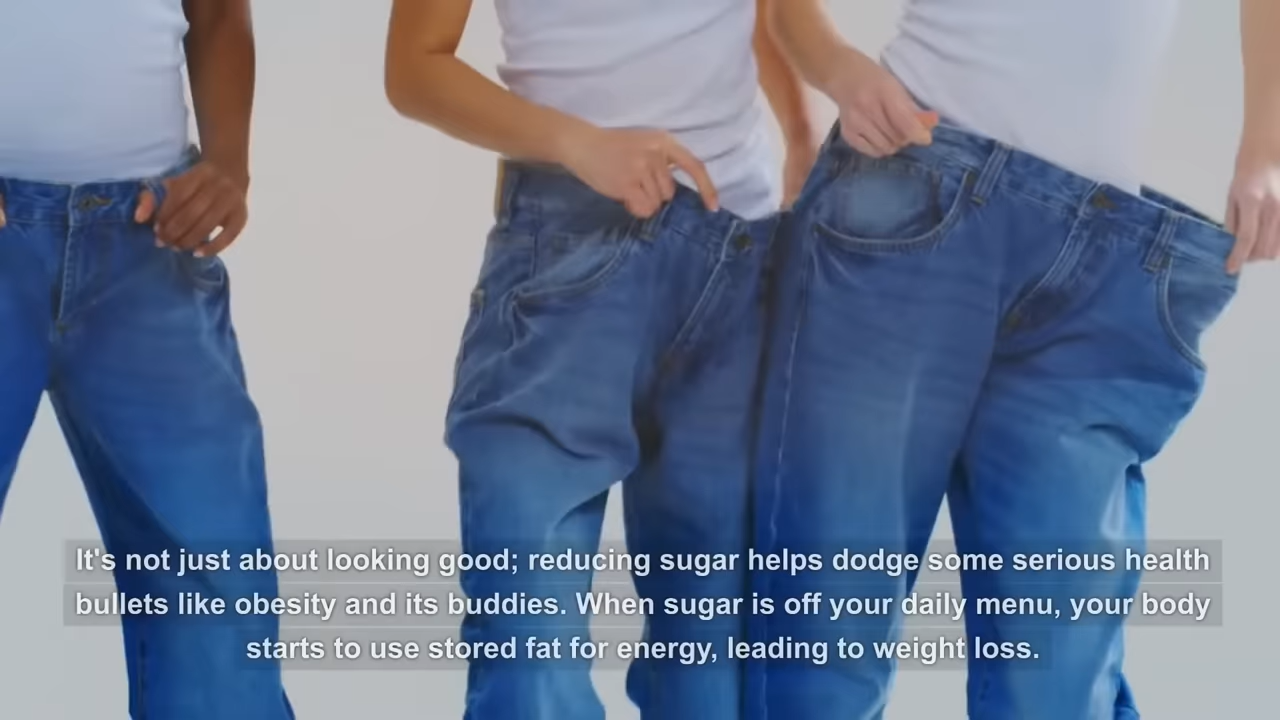 It's not just about looking good; reducing sugar helps dodge some serious health
bullets like obesity and its buddies. When sugar is off your daily menu, your body
starts to use stored fat for energy, leading to weight loss.